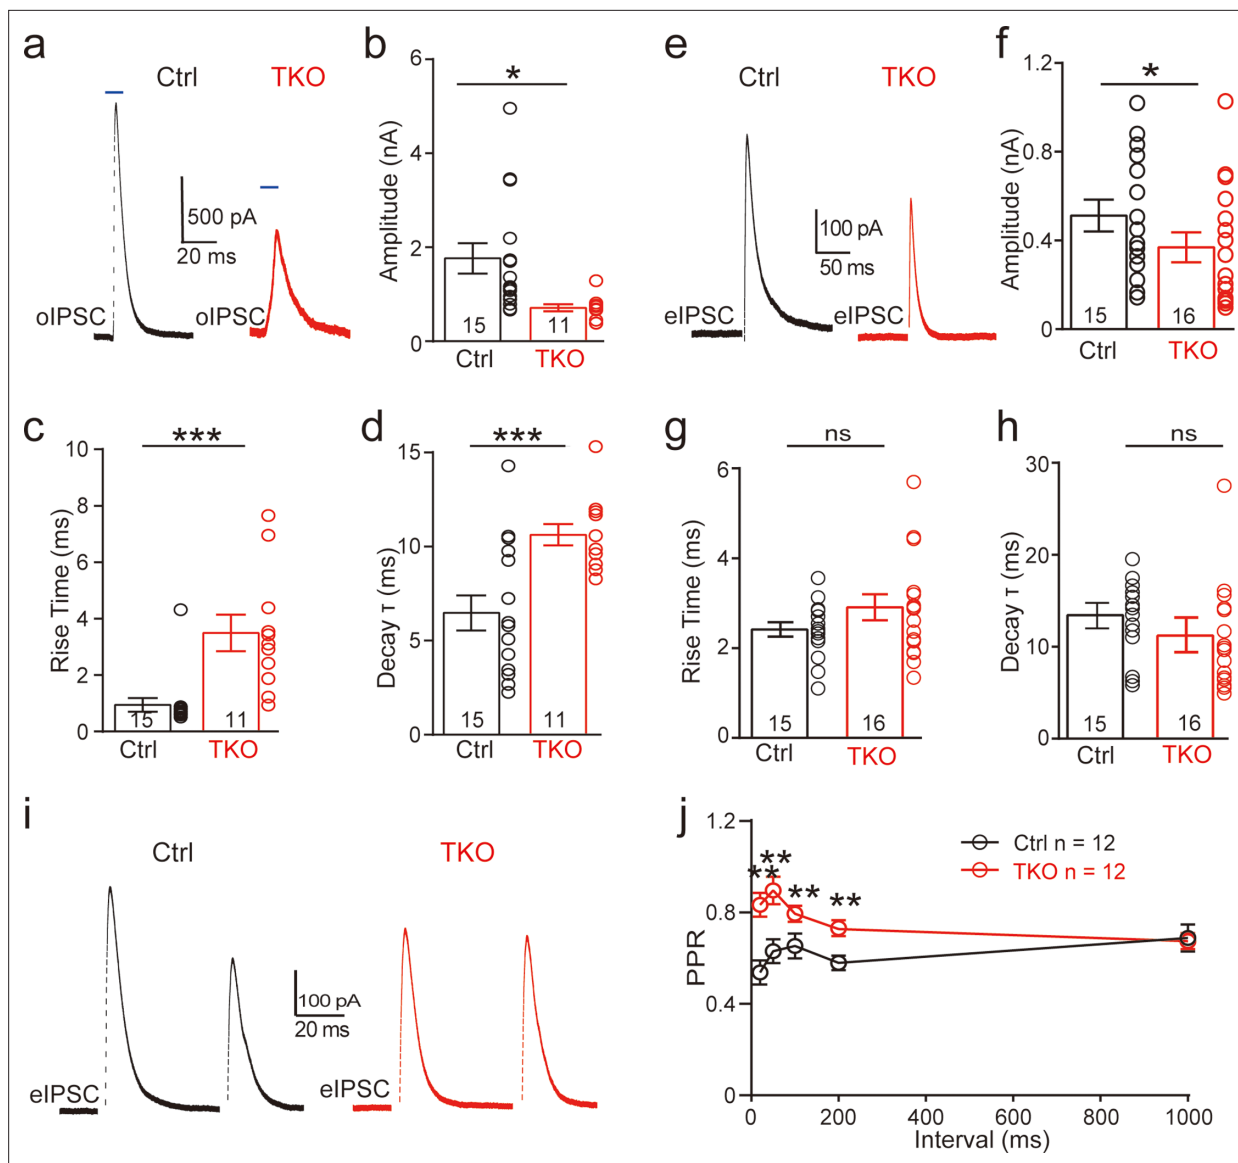 a
Ctrl
TKO
500 pA
20 ms
oIPSC
oIPSC
b
*
Amplitude (nA)
6
4
2
0
15
11
Ctrl
TKO
e
Ctrl
TKO
100 pA
50 ms
eIPSC
eIPSC
f
*
Amplitude (nA)
1.2
0.8
0.4
0
15
16
Ctrl
TKO
c
***
Rise Time (ms)
10
8
6
4
2
0
15
11
Ctrl
TKO
d
***
Decay τ (ms)
15
10
5
0
15
11
Ctrl
TKO
g
ns
Rise Time (ms)
6
4
2
0
15
16
Ctrl
TKO
h
ns
Decay τ (ms)
30
20
10
0
15
16
Ctrl
TKO
i
Ctrl
TKO
100 pA
20 ms
eIPSC
eIPSC
j
PPR
1.2
0.8
0.4
0
**
**
**
**
Ctrl n = 12
TKO n = 12
0 200 400 600 800 1000
Interval (ms)